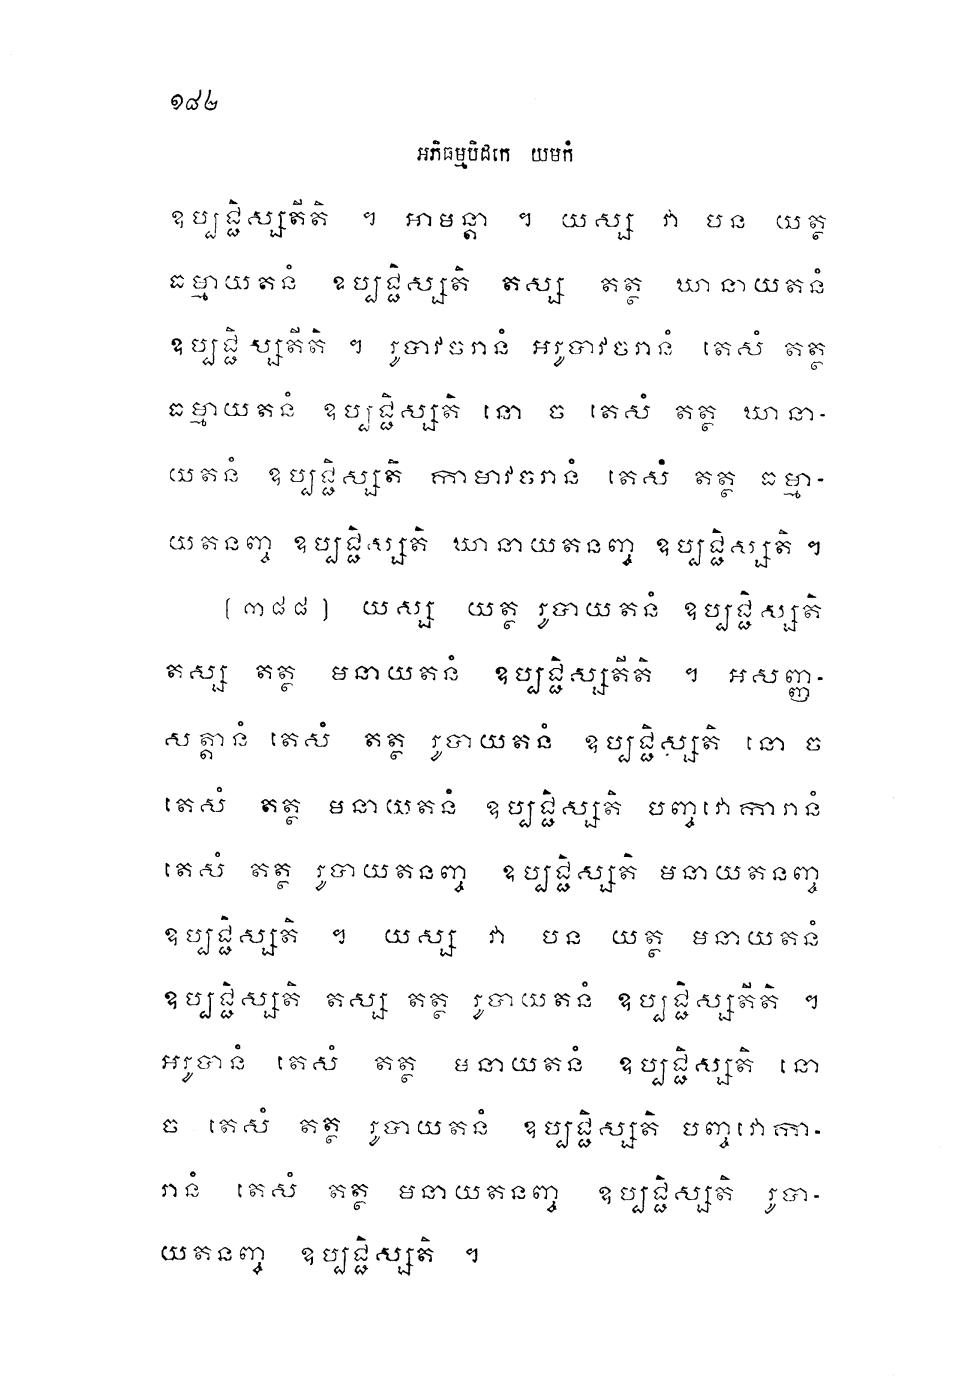 ១៨២
អភិធម្មបិដកេ យមកំ
ឧប្បជ្ជិស្សតីតិ ។ អាមន្តា ។ យស្ស វា បន យត្ថ
ធម្មាយតនំ ឧប្បជ្ជិស្សតិ តស្ស តត្ថ ឃានាយតនំ
ឧប្បជ្ជិស្សតីតិ ។ រូបាវចរានំ អរូបាវចរានំ តេសំ តត្ថ
ធម្មាយតនំ ឧប្បជ្ជិស្សតិ នោ ច តេសំ តត្ថ ឃានា-
យតនំ ឧប្បជ្ជិស្សតិ កាមាវចរានំ តេសំ តត្ថ ធម្មា-
យតនញ្ច ឧប្បជ្ជិស្សតិ ឃានាយតនញ្ច ឧប្បជ្ជិស្សតិ ។
(៣៨៨) យស្ស យត្ថ រូបាយតនំ ឧប្បជ្ជិស្សតិ
តស្ស តត្ថ មនាយតនំ ឧប្បជ្ជិស្សតីតិ ។ អសញ្ញ-
សត្តានំ តេសំ តត្ថ រូបាយតនំ ឧប្បជ្ជិស្សតិ នោ ច
តេសំ តត្ថ មនាយតនំ ឧប្បជ្ជិស្សតិ បញ្ចវោការានំ
តេសំ តត្ថ រូបាយតនញ្ច ឧប្បជ្ជិស្សតិ មនាយតនញ្ច
ឧប្បជ្ជិស្សតិ ។ យស្ស វា បន យត្ថ មនាយតនំ
ឧប្បជ្ជិស្សតិ តស្ស តត្ថ រូបាយតនំ ឧប្បជ្ជិស្សតីតិ ។
អរូបានំ តេសំ តត្ថ មនាយតនំ ឧប្បជ្ជិស្សតិ នោ
ច តេសំ តត្ថ រូបាយតនំ ឧប្បជ្ជិស្សតិ បញ្ចវោកា-
រានំ តេសំ តត្ថ មនាយតនញ្ច ឧប្បជ្ជិស្សតិ រូបា-
យតនញ្ច ឧប្បជ្ជិស្សតិ ។